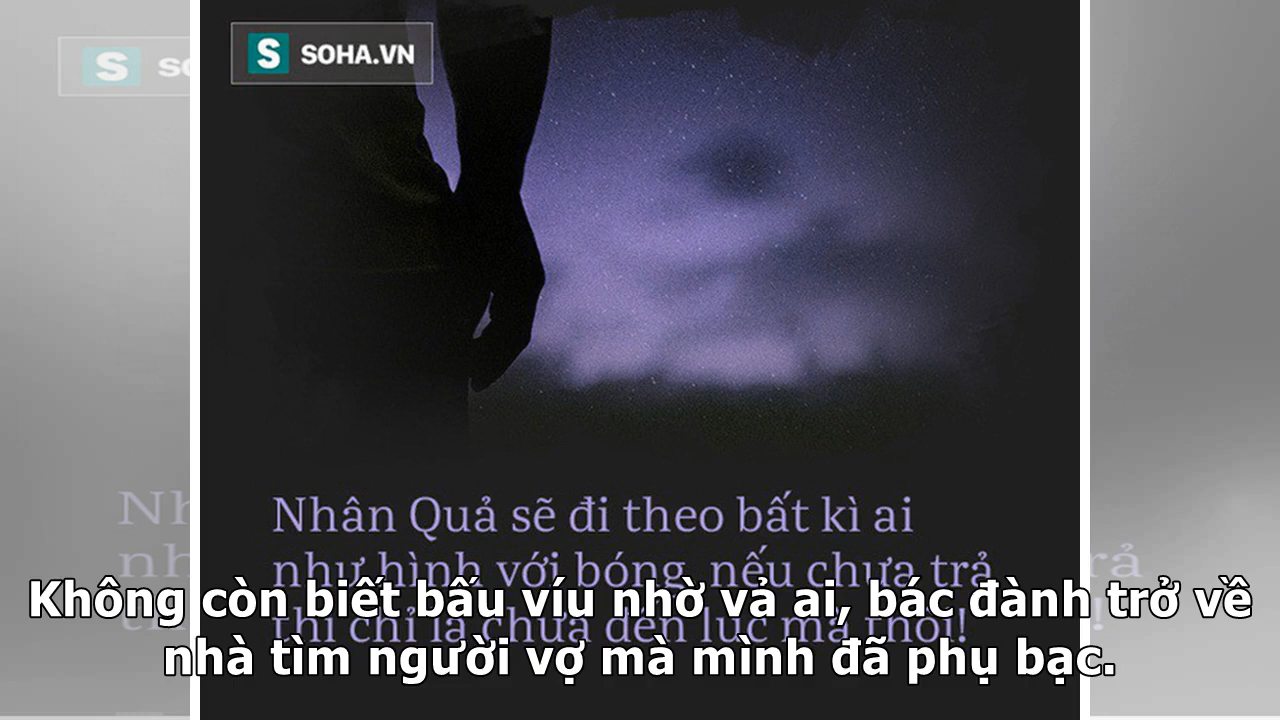 SOHA.VN
Nhân Quả sẽ đi theo bất kì ai
như hình với bóng, nếu chưa trả
thì chỉ là chưa đến lúc mà thôi!
Không còn biết bấu víu nhờ vả ai, bác đành trở về
nhà tìm người vợ mà mình đã phụ bạc.